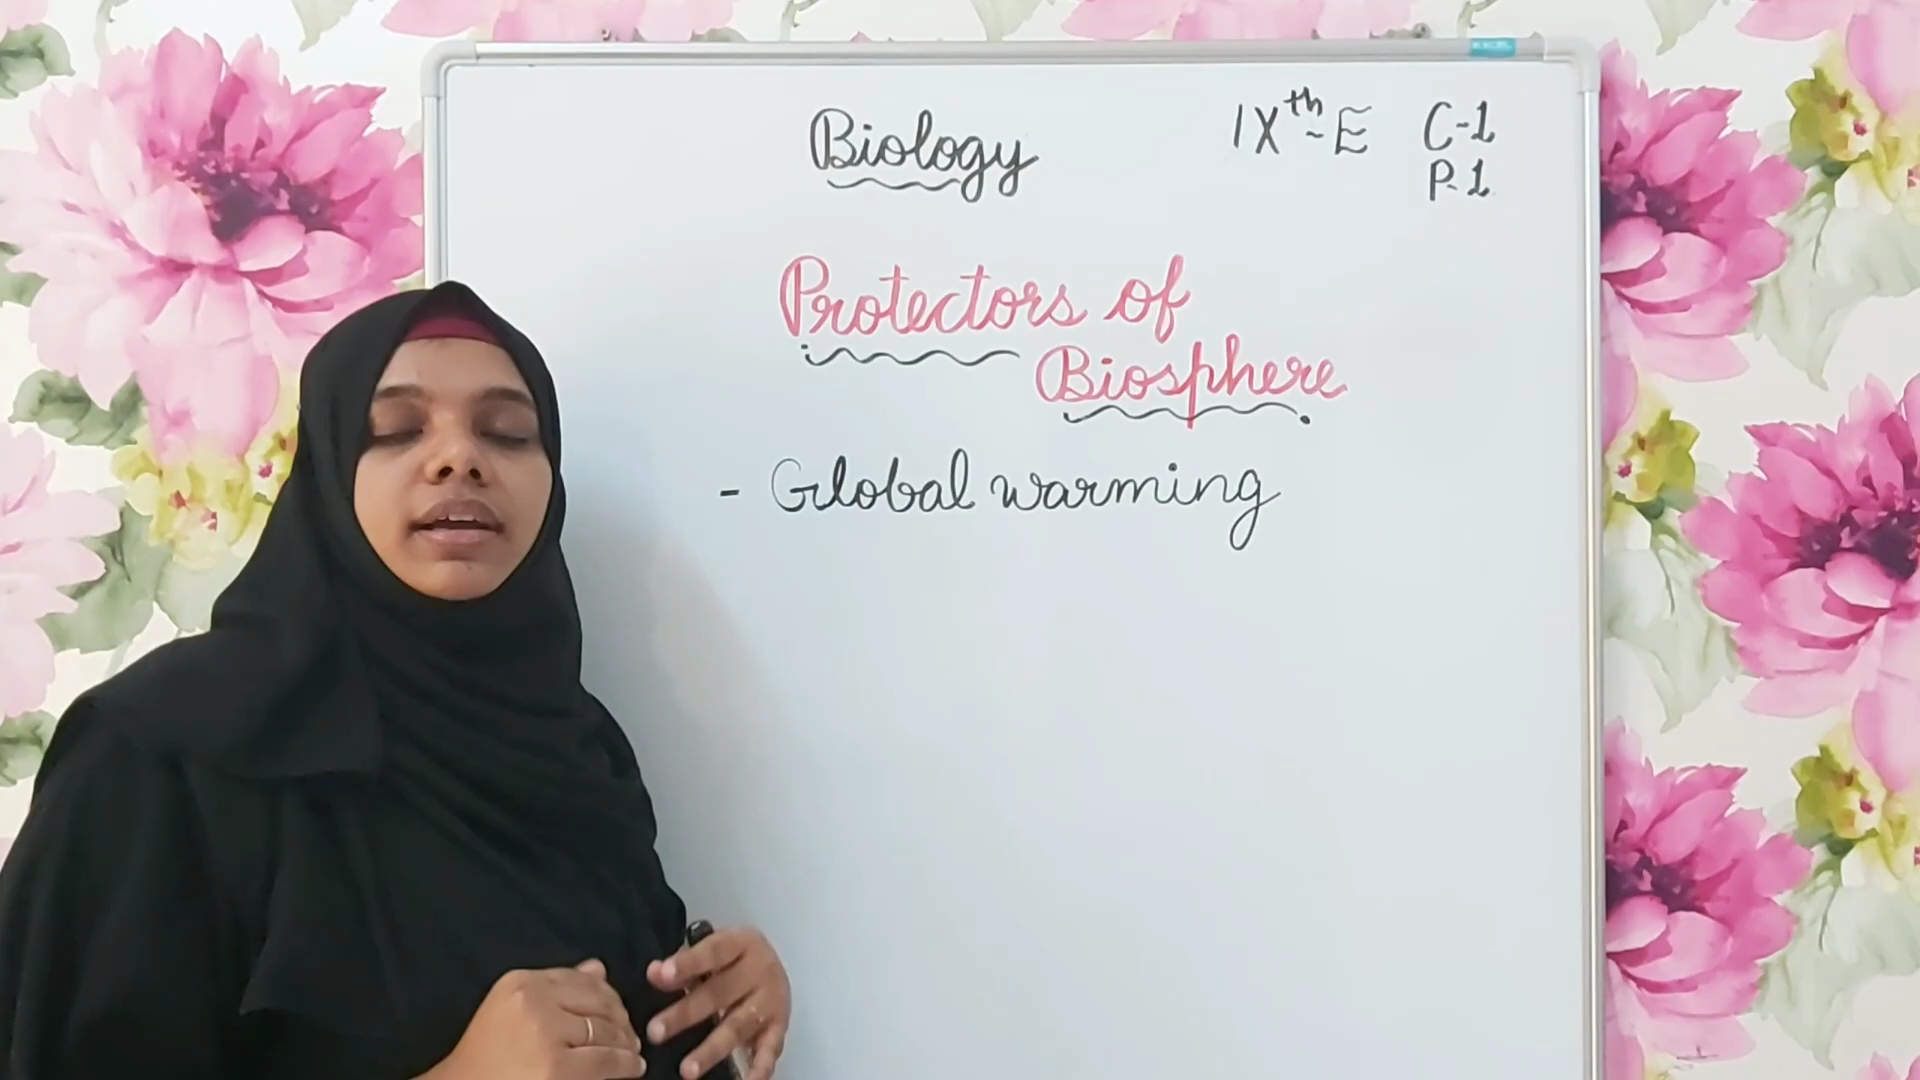 Biology
IXth-E
C-1
P-1
Protectors of
Biosphere
- Global warming